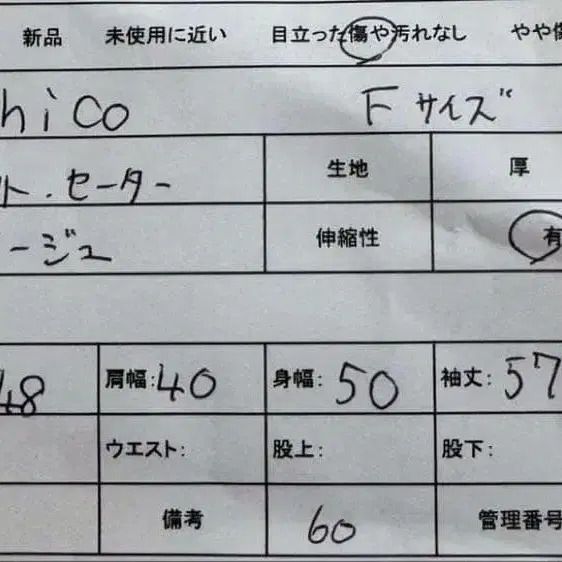 新品 未使用に近い 目立った傷や汚れなし やや傷
hico Fサイズ
ット・セーター 生地 厚
ージュ 伸縮性 有
48 肩幅:40 身幅:50 袖丈:57
ウエスト: 股上: 股下:
備考 60 管理番号